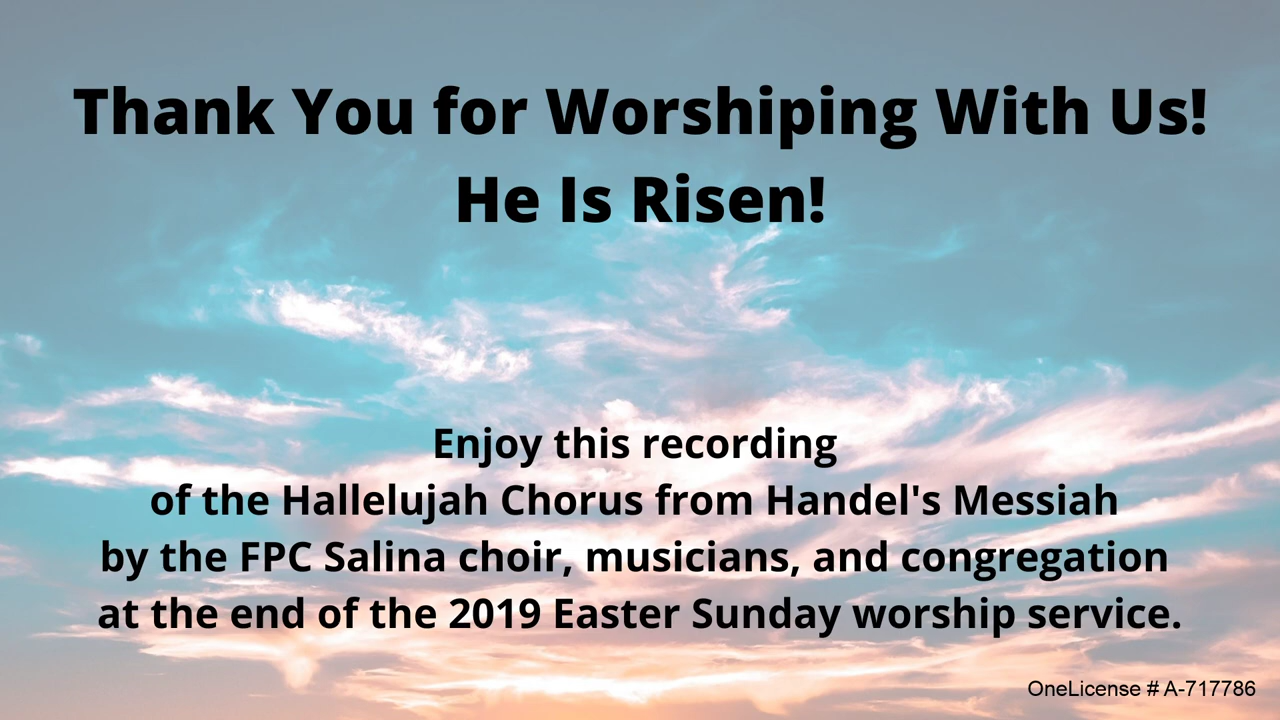 Thank You for Worshiping With Us!
He Is Risen!
Enjoy this recording
of the Hallelujah Chorus from Handel's Messiah
by the FPC Salina choir, musicians, and congregation
at the end of the 2019 Easter Sunday worship service.
OneLicense # A-717786